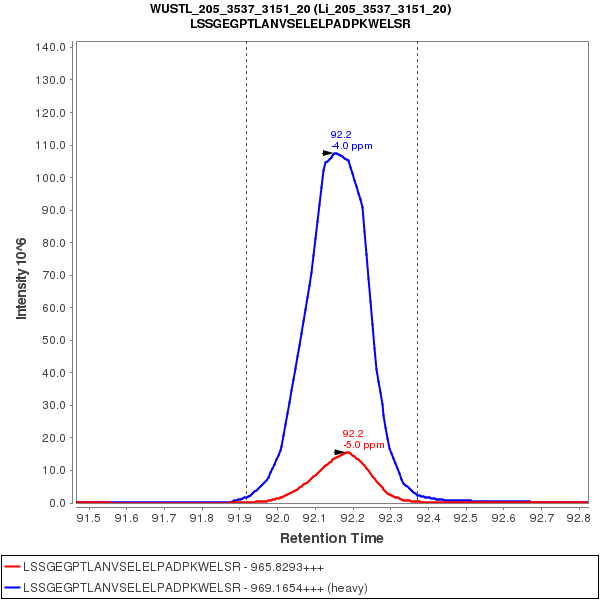 WUSTL_205_3537_3151_20 (Li_205_3537_3151_20)
LSSGEGPTLANVSELELPADPKWELSR
140.0
130.0
120.0
110.0
100.0
90.0
80.0
70.0
60.0
50.0
40.0
30.0
20.0
10.0
0.0
Intensity 10^6
92.2
-4.0 ppm
92.2
-5.0 ppm
91.5 91.6 91.7 91.8 91.9 92.0 92.1 92.2 92.3 92.4 92.5 92.6 92.7 92.8
Retention Time
LSSGEGPTLANVSELELPADPKWELSR - 965.8293+++
LSSGEGPTLANVSELELPADPKWELSR - 969.1654+++ (heavy)